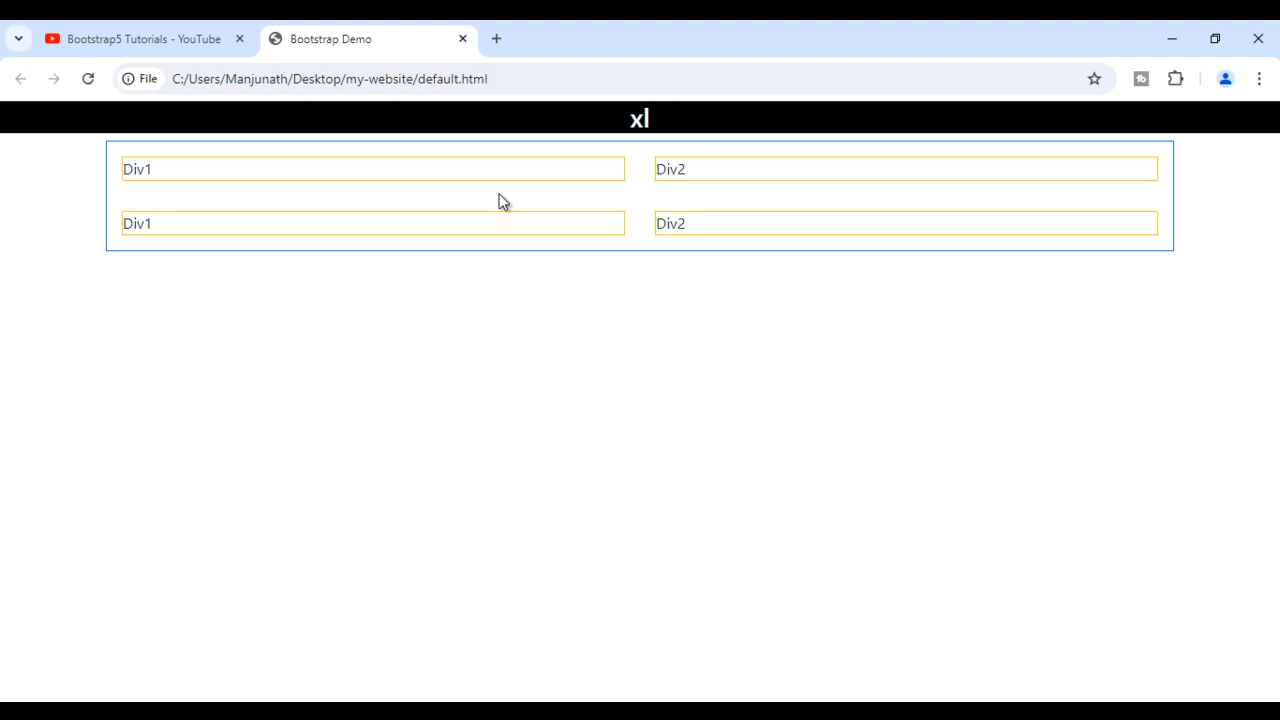 Bootstrap5 Tutorials - YouTube
Bootstrap Demo
File
C:/Users/Manjunath/Desktop/my-website/default.html
xl
Div1
Div2
Div1
Div2